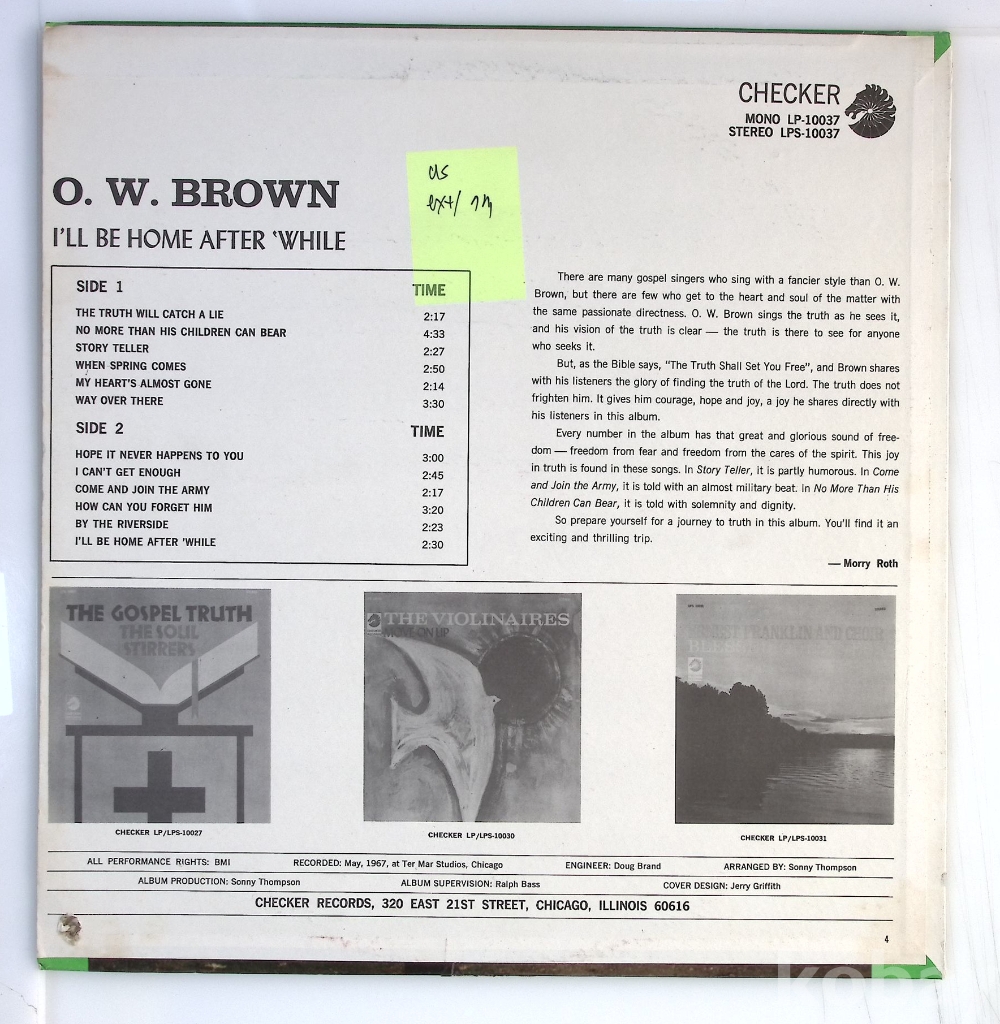 CHECKER
MONO LP-10037
STEREO LPS-10037
us
ext/
O. W. BROWN
I'LL BE HOME AFTER 'WHILE
SIDE 1 TIME
THE TRUTH WILL CATCH A LIE 2:17
NO MORE THAN HIS CHILDREN CAN BEAR 4:33
STORY TELLER 2:27
WHEN SPRING COMES 2:50
MY HEART'S ALMOST GONE 2:14
WAY OVER THERE 3:30
SIDE 2 TIME
HOPE IT NEVER HAPPENS TO YOU 3:00
I CAN'T GET ENOUGH 2:45
COME AND JOIN THE ARMY 2:17
HOW CAN YOU FORGET HIM 3:20
BY THE RIVERSIDE 2:23
I'LL BE HOME AFTER 'WHILE 2:30
There are many gospel singers who sing with a fancier style than O. W.
Brown, but there are few who get to the heart and soul of the matter with
the same passionate directness. O. W. Brown sings the truth as he sees it,
and his vision of the truth is clear — the truth is there to see for anyone
who seeks it.
But, as the Bible says, "The Truth Shall Set You Free", and Brown shares
with his listeners the glory of finding the truth of the Lord. The truth does not
frighten him. It gives him courage, hope and joy, a joy he shares directly with
his listeners in this album.
Every number in the album has that great and glorious sound of free-
dom — freedom from fear and freedom from the cares of the spirit. This joy
in truth is found in these songs. In Story Teller, it is partly humorous. In Come
and Join the Army, it is told with an almost military beat. In No More Than His
Children Can Bear, it is told with solemnity and dignity.
So prepare yourself for a journey to truth in this album. You'll find it an
exciting and thrilling trip.
— Morry Roth
THE GOSPEL TRUTH
THE SOUL
STIRRERS
CHECKER LP/LPS-10027
THE VIOLINAIRES
MOVE ON UP
CHECKER LP/LPS-10030
FRANKLIN AND CHOIR
CHECKER LP/LPS-10031
ALL PERFORMANCE RIGHTS: BMI RECORDED: May, 1967, at Ter Mar Studios, Chicago ENGINEER: Doug Brand ARRANGED BY: Sonny Thompson
ALBUM PRODUCTION: Sonny Thompson ALBUM SUPERVISION: Ralph Bass COVER DESIGN: Jerry Griffith
CHECKER RECORDS, 320 EAST 21ST STREET, CHICAGO, ILLINOIS 60616
4